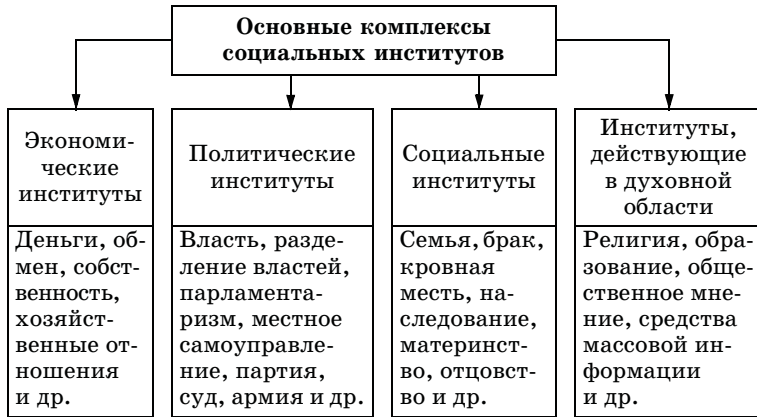 Основные комплексы
социальных институтов
Экономи-
ческие
институты
Деньги, об-
мен, собст-
венность,
хозяйст-
венные от-
ношения
и др.
Политические
институты
Власть, разде-
ление властей,
парламента-
ризм, местное
самоуправле-
ние, партия,
суд, армия и др.
Социальные
институты
Семья, брак,
кровная
месть, на-
следование,
материнст-
во, отцовст-
во и др.
Институты,
действующие
в духовной
области
Религия, обра-
зование, обще-
ственное мне-
ние, средства
массовой ин-
формации
и др.